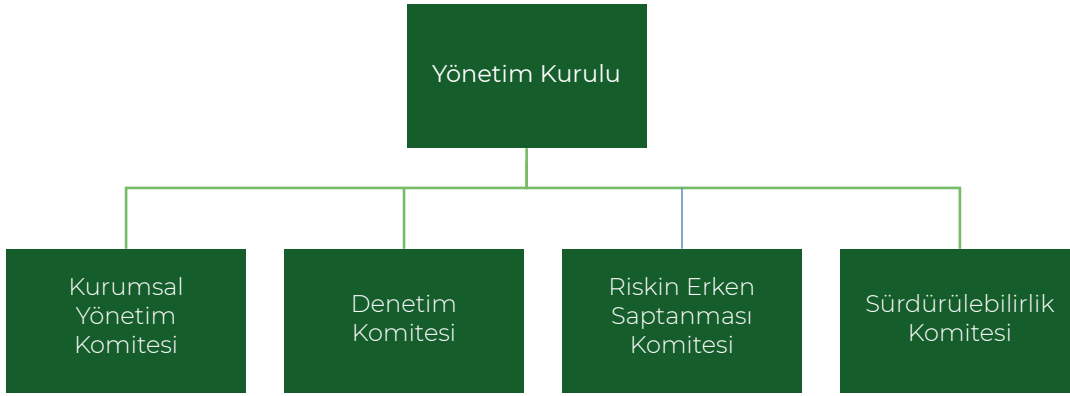 Yönetim Kurulu
Kurumsal
Yönetim
Komitesi
Denetim
Komitesi
Riskin Erken
Saptanması
Komitesi
Sürdürülebilirlik
Komitesi